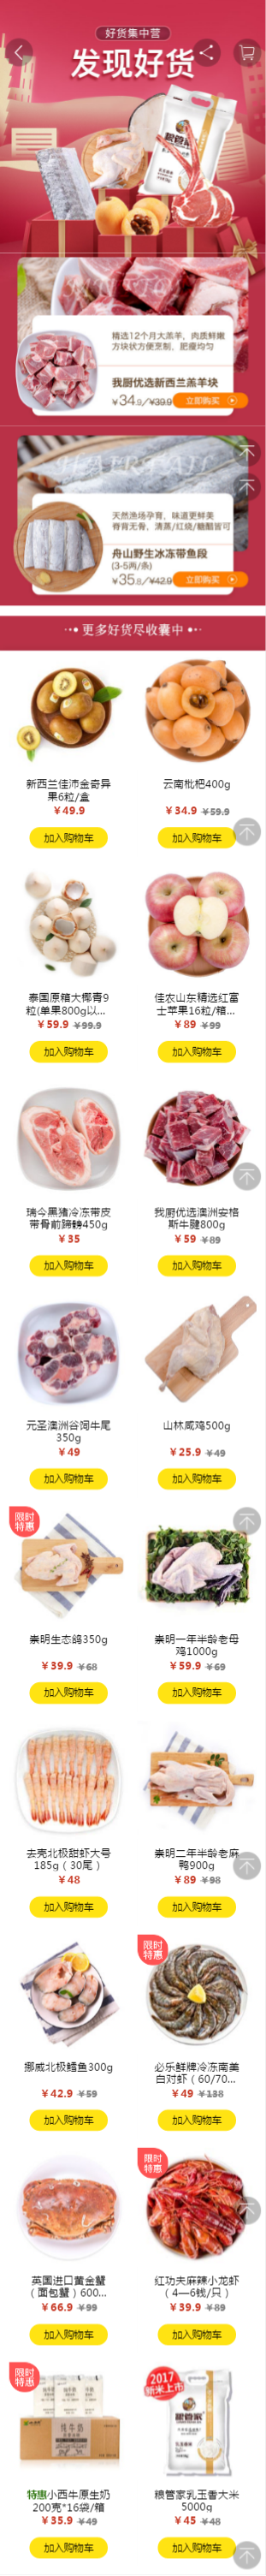 好货集中营
发现好货
粮管家
精选12个月大羔羊，肉质鲜嫩
方块状方便烹制，肥瘦均匀
我厨优选新西兰羔羊块
¥34.9/¥39.9 立即购买
天然渔场孕育，味道更鲜美
脊背无骨、清蒸/红烧/糖醋皆可
舟山野生冰冻带鱼段
(3-5两/条)
¥35.8/¥42.9 立即购买
更多好货尽收囊中
新西兰佳沛金奇异
果6粒/盒
￥49.9
加入购物车
云南枇杷400g
￥34.9 ￥59.9
加入购物车
泰国原箱大椰青9
粒(单果800g以...
￥59.9 ￥99.9
加入购物车
佳农山东精选红富
士苹果16粒/箱...
￥89 ￥99
加入购物车
瑞今黑猪冷冻带皮
带骨前蹄膀450g
￥35
加入购物车
我厨优选澳洲安格
斯牛腱800g
￥59 ￥89
加入购物车
元圣澳洲谷饲牛尾
350g
￥49
加入购物车
山林咸鸡500g
￥25.9 ￥49
加入购物车
限时
特惠
崇明生态鸽350g
￥39.9 ￥68
加入购物车
崇明一年半龄老母
鸡1000g
￥59.9 ￥69
加入购物车
去壳北极甜虾大号
185g（30尾）
￥48
加入购物车
崇明二年半龄老麻
鸭900g
￥89 ￥98
加入购物车
挪威北极鳕鱼300g
￥42.9 ￥59
加入购物车
限时
特惠
必乐鲜牌冷冻南美
白对虾（60/70...
￥49 ￥138
加入购物车
英国进口黄金蟹
（面包蟹）600...
￥66.9 ￥99
加入购物车
限时
特惠
红功夫麻辣小龙虾
（4—6钱/只）
￥39.9 ￥89
加入购物车
限时
特惠
纯牛奶
特惠小西牛原生奶
200克*16袋/箱
￥35.9 ￥49
加入购物车
2017
新米上市
粮管家
粮管家乳玉香大米
5000g
￥45 ￥48
加入购物车